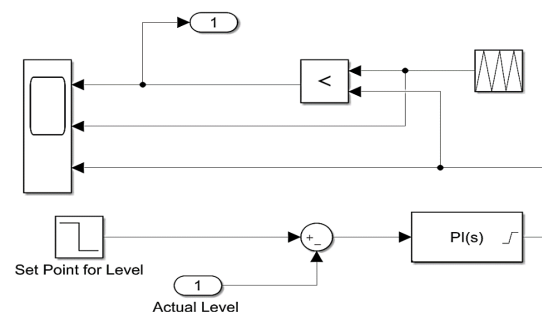 1
<
+
−
PI(s)
Set Point for Level
1
Actual Level